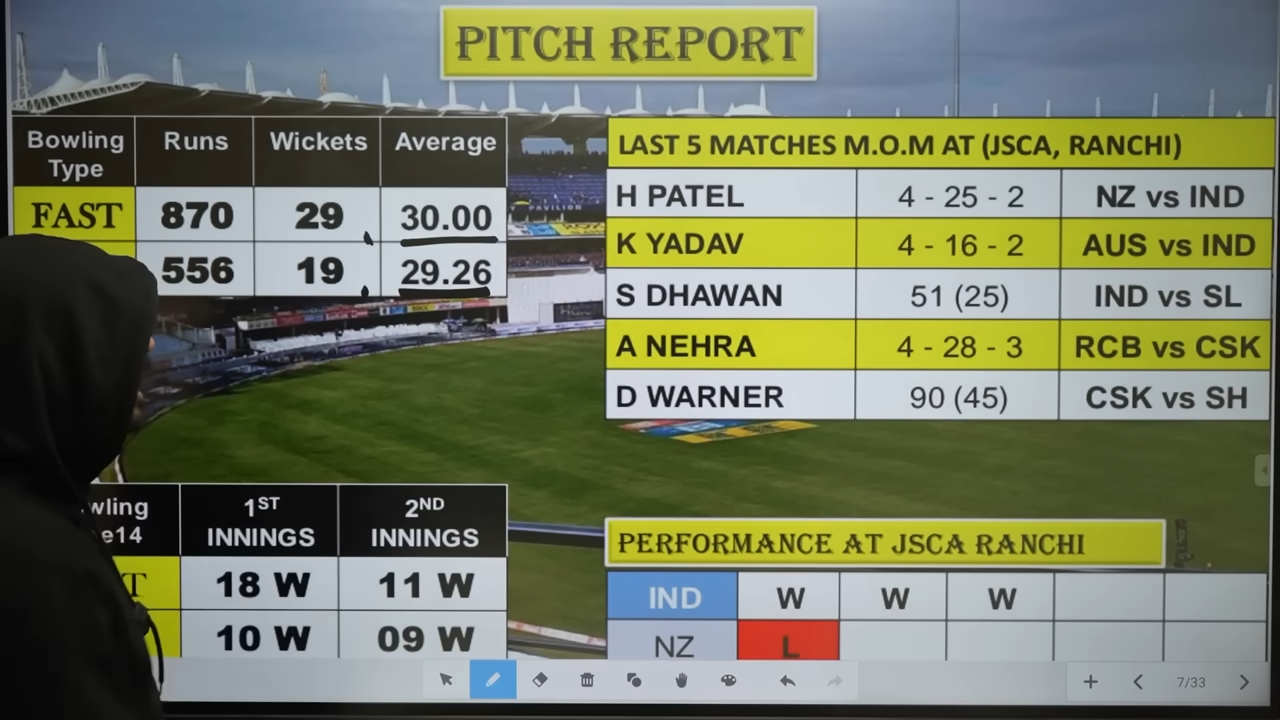 PITCH REPORT
Bowling Type Runs Wickets Average
FAST 870 29 30.00
556 19 29.26
LAST 5 MATCHES M.O.M AT (JSCA, RANCHI)
H PATEL 4 - 25 - 2 NZ vs IND
K YADAV 4 - 16 - 2 AUS vs IND
S DHAWAN 51 (25) IND vs SL
A NEHRA 4 - 28 - 3 RCB vs CSK
D WARNER 90 (45) CSK vs SH
wling e14 1ST INNINGS 2ND INNINGS
T 18 W 11 W
10 W 09 W
PERFORMANCE AT JSCA RANCHI
IND W W W
NZ L
7/33